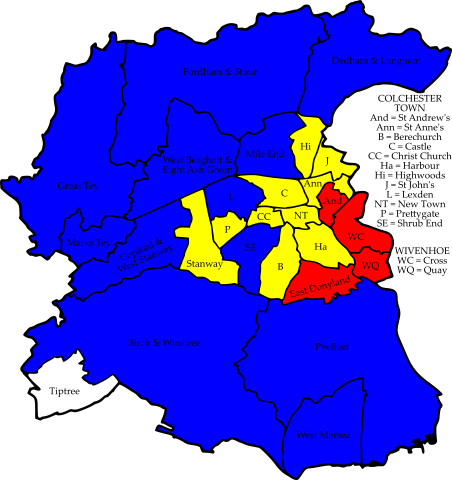 Dedham & Langham
Fordham & Stour
COLCHESTER
TOWN
And = St Andrew's
Ann = St Anne's
B = Berechurch
C = Castle
CC = Christ Church
Ha = Harbour
Hi = Highwoods
J = St John's
L = Lexden
NT = New Town
P = Prettygate
SE = Shrub End
Hi
J
West Bergholt &
Eight Ash Green
Mile End
Great Tey
Ann
L
C
And
CC
NT
P
WC
Marks Tey
Copford &
West Stanway
SE
Ha
WIVENHOE
WC = Cross
WQ = Quay
Stanway
B
WQ
East Donyland
Birch & Winstree
Pyefleet
Tiptree
West Mersea